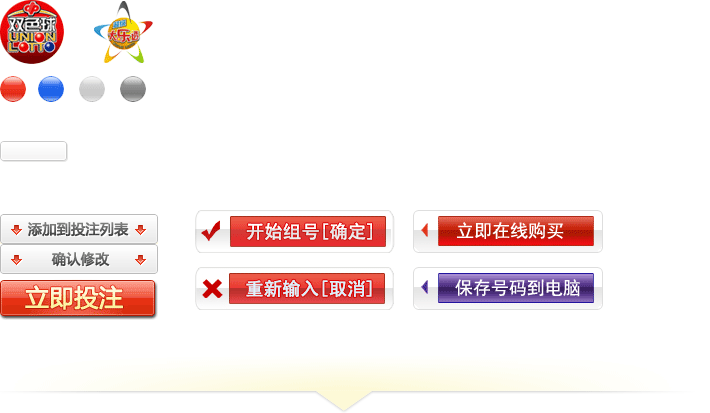 双色球
UNION
LOTTO
超级
大乐透
添加到投注列表
确认修改
立即投注
开始组号[确定]
重新输入[取消]
立即在线购买
保存号码到电脑